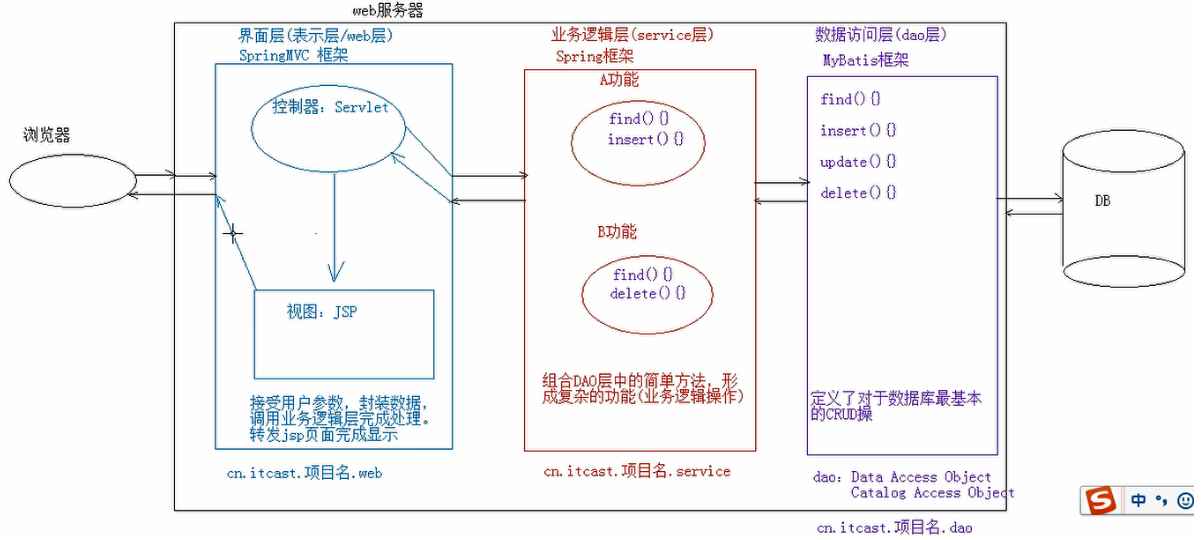 web服务器
浏览器
界面层(表示层/web层)
SpringMVC 框架
控制器：Servlet
视图：JSP
接受用户参数，封装数据，
调用业务逻辑层完成处理。
转发jsp页面完成显示
cn.itcast.项目名.web
业务逻辑层(service层)
Spring框架
A功能
find(){}
insert(){}
B功能
find(){}
delete(){}
组合DAO层中的简单方法，形
成复杂的功能(业务逻辑操作)
cn.itcast.项目名.service
数据访问层(dao层)
MyBatis框架
find(){}
insert(){}
update(){}
delete(){}
定义了对于数据库最基本
的CRUD操
dao：Data Access Object
Catalog Access Object
cn.itcast.项目名.dao
DB
S
中